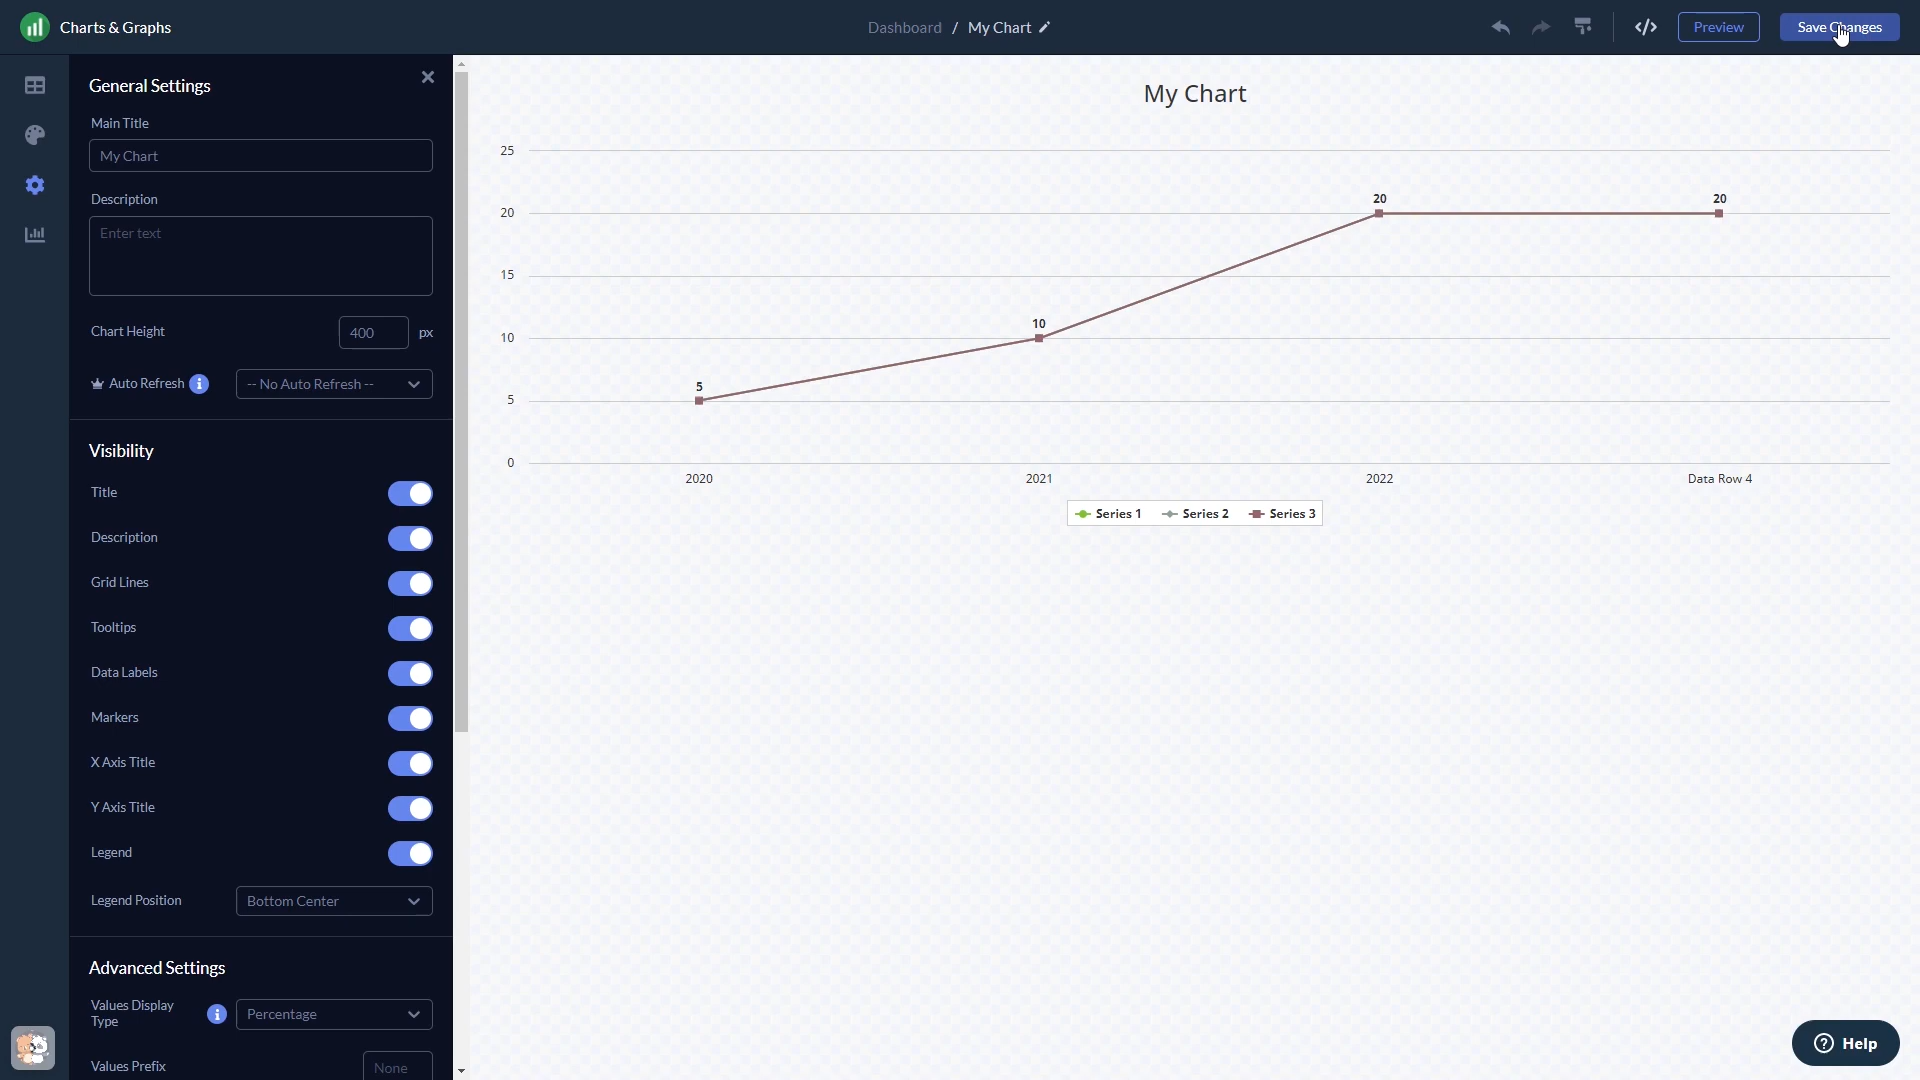 Charts & Graphs
Dashboard / My Chart
</> Preview Save Changes
General Settings
Main Title
My Chart
Description
Enter text
Chart Height 400 px
Auto Refresh i -- No Auto Refresh --
Visibility
Title
Description
Grid Lines
Tooltips
Data Labels
Markers
X Axis Title
Y Axis Title
Legend
Legend Position Bottom Center
Advanced Settings
Values Display Type i Percentage
Values Prefix None
My Chart
25
20
15
10
5
0
5
10
20
20
2020 2021 2022 Data Row 4
Series 1 Series 2 Series 3
? Help